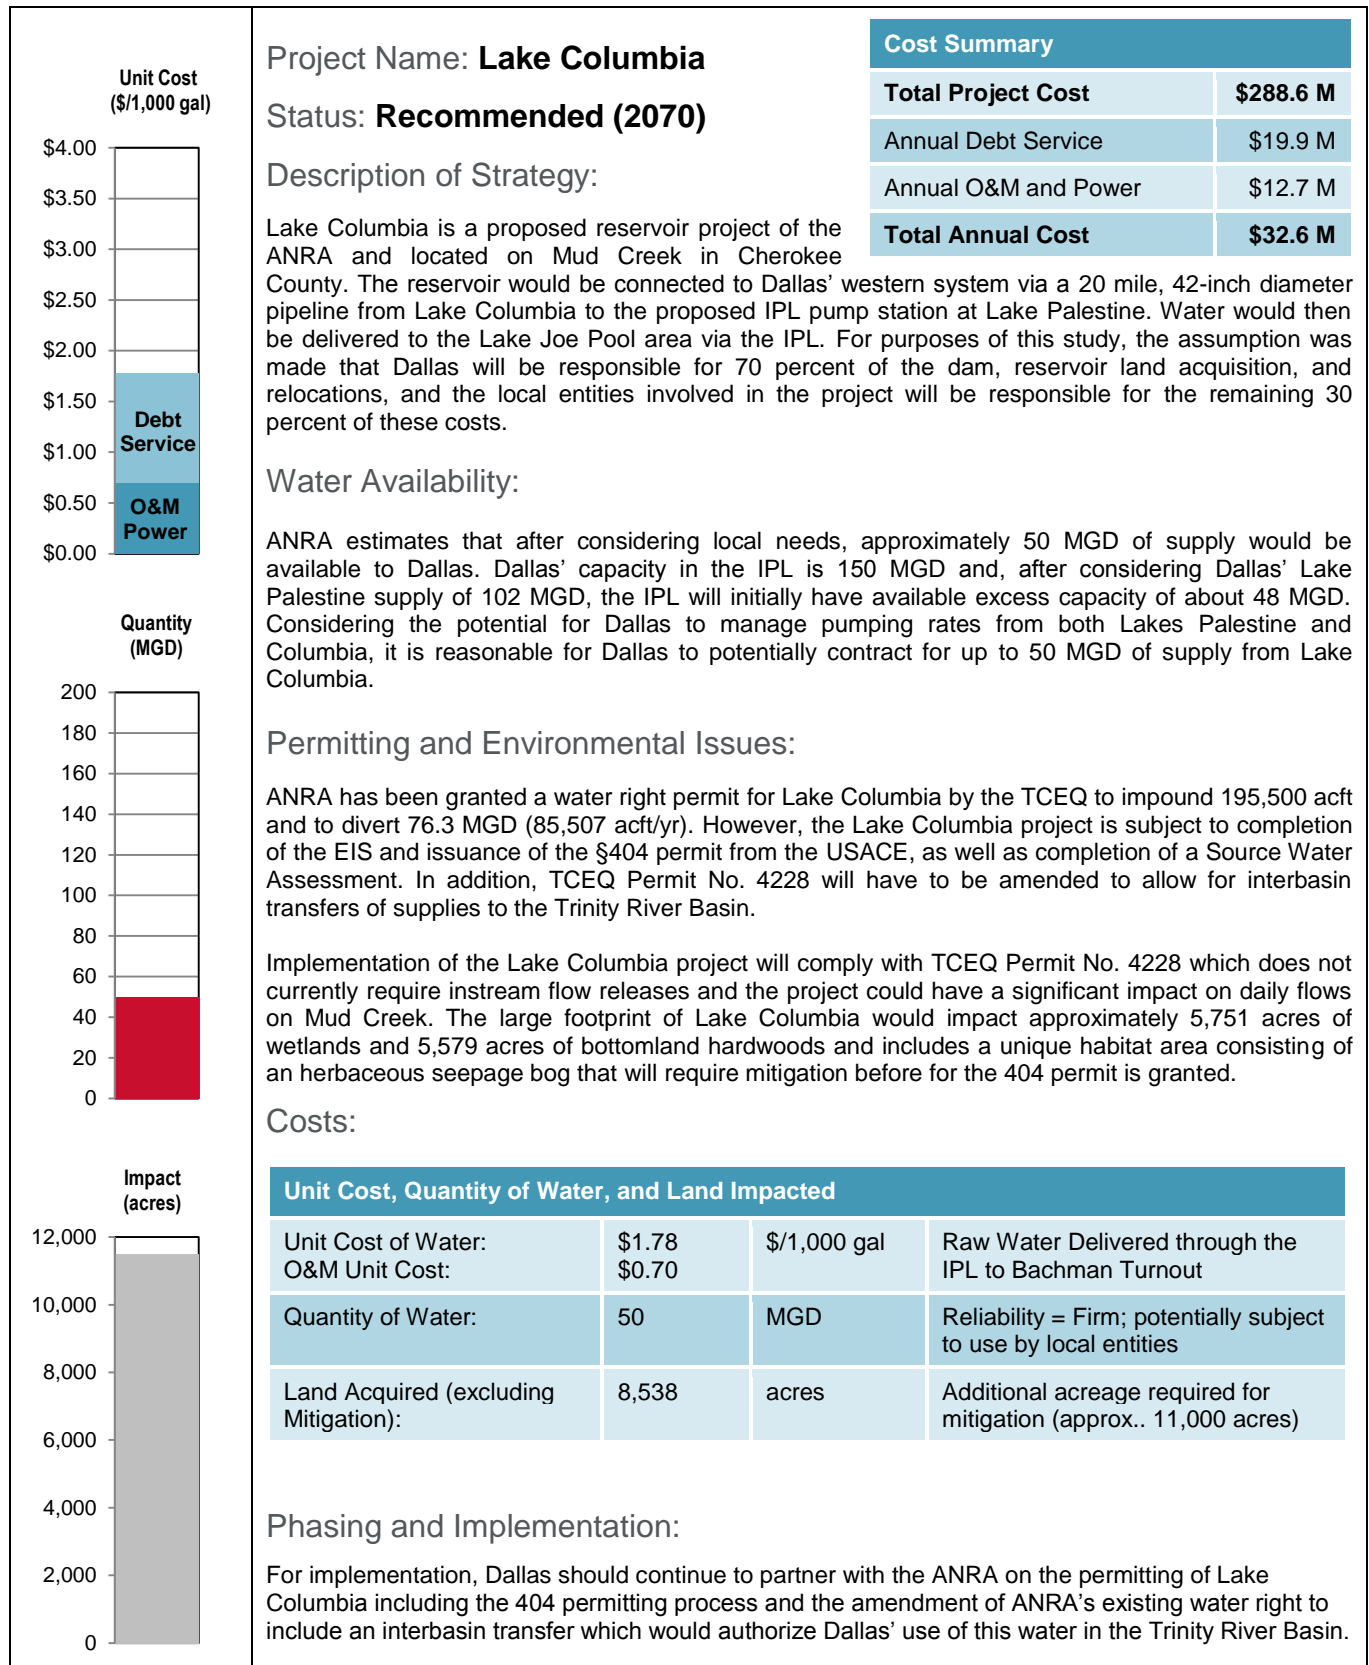 Unit Cost
($/1,000 gal)
$4.00
$3.50
$3.00
$2.50
$2.00
$1.50
$1.00
$0.50
$0.00
Debt
Service
O&M
Power
Quantity
(MGD)
200
180
160
140
120
100
80
60
40
20
0
Impact
(acres)
12,000
10,000
8,000
6,000
4,000
2,000
0
Project Name: Lake Columbia
Status: Recommended (2070)
Cost Summary
Total Project Cost $288.6 M
Annual Debt Service $19.9 M
Annual O&M and Power $12.7 M
Total Annual Cost $32.6 M
Description of Strategy:
Lake Columbia is a proposed reservoir project of the
ANRA and located on Mud Creek in Cherokee
County. The reservoir would be connected to Dallas’ western system via a 20 mile, 42-inch diameter
pipeline from Lake Columbia to the proposed IPL pump station at Lake Palestine. Water would then
be delivered to the Lake Joe Pool area via the IPL. For purposes of this study, the assumption was
made that Dallas will be responsible for 70 percent of the dam, reservoir land acquisition, and
relocations, and the local entities involved in the project will be responsible for the remaining 30
percent of these costs.
Water Availability:
ANRA estimates that after considering local needs, approximately 50 MGD of supply would be
available to Dallas. Dallas’ capacity in the IPL is 150 MGD and, after considering Dallas’ Lake
Palestine supply of 102 MGD, the IPL will initially have available excess capacity of about 48 MGD.
Considering the potential for Dallas to manage pumping rates from both Lakes Palestine and
Columbia, it is reasonable for Dallas to potentially contract for up to 50 MGD of supply from Lake
Columbia.
Permitting and Environmental Issues:
ANRA has been granted a water right permit for Lake Columbia by the TCEQ to impound 195,500 acft
and to divert 76.3 MGD (85,507 acft/yr). However, the Lake Columbia project is subject to completion
of the EIS and issuance of the §404 permit from the USACE, as well as completion of a Source Water
Assessment. In addition, TCEQ Permit No. 4228 will have to be amended to allow for interbasin
transfers of supplies to the Trinity River Basin.
Implementation of the Lake Columbia project will comply with TCEQ Permit No. 4228 which does not
currently require instream flow releases and the project could have a significant impact on daily flows
on Mud Creek. The large footprint of Lake Columbia would impact approximately 5,751 acres of
wetlands and 5,579 acres of bottomland hardwoods and includes a unique habitat area consisting of
an herbaceous seepage bog that will require mitigation before for the 404 permit is granted.
Costs:
Unit Cost, Quantity of Water, and Land Impacted
Unit Cost of Water: $1.78 $/1,000 gal Raw Water Delivered through the
O&M Unit Cost: $0.70 IPL to Bachman Turnout
Quantity of Water: 50 MGD Reliability = Firm; potentially subject
to use by local entities
Land Acquired (excluding 8,538 acres Additional acreage required for
Mitigation): mitigation (approx.. 11,000 acres)
Phasing and Implementation:
For implementation, Dallas should continue to partner with the ANRA on the permitting of Lake
Columbia including the 404 permitting process and the amendment of ANRA’s existing water right to
include an interbasin transfer which would authorize Dallas’ use of this water in the Trinity River Basin.